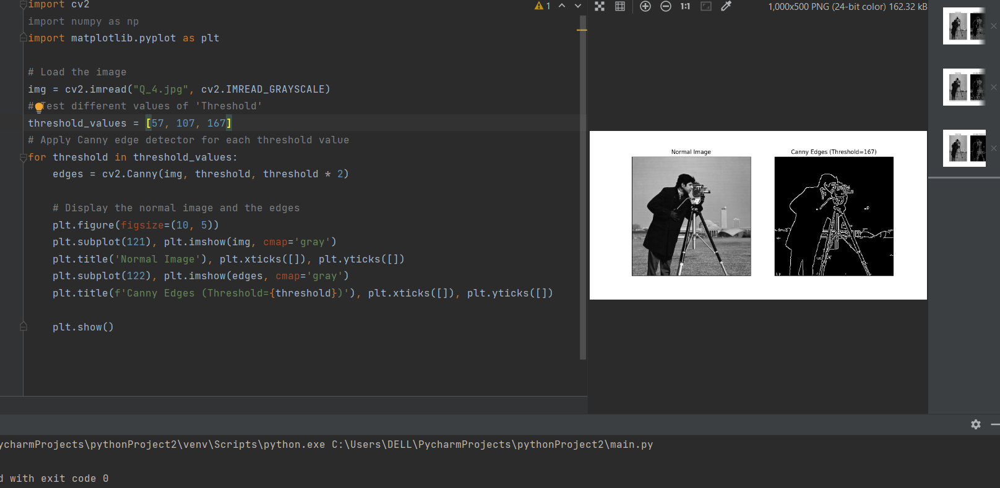 import cv2
import numpy as np
import matplotlib.pyplot as plt
# Load the image
img = cv2.imread("Q_4.jpg", cv2.IMREAD_GRAYSCALE)
# Test different values of 'Threshold'
threshold_values = [57, 107, 167]
# Apply Canny edge detector for each threshold value
for threshold in threshold_values:
edges = cv2.Canny(img, threshold, threshold * 2)
# Display the normal image and the edges
plt.figure(figsize=(10, 5))
plt.subplot(121), plt.imshow(img, cmap='gray')
plt.title('Normal Image'), plt.xticks([]), plt.yticks([])
plt.subplot(122), plt.imshow(edges, cmap='gray')
plt.title(f'Canny Edges (Threshold={threshold})'), plt.xticks([]), plt.yticks([])
plt.show()
1
1:1
1,000x500 PNG (24-bit color) 162.32 kB
Normal Image
Canny Edges (Threshold=167)
ycharmProjects\pythonProject2\venv\Scripts\python.exe C:\Users\DELL\PycharmProjects\pythonProject2\main.py
d with exit code 0